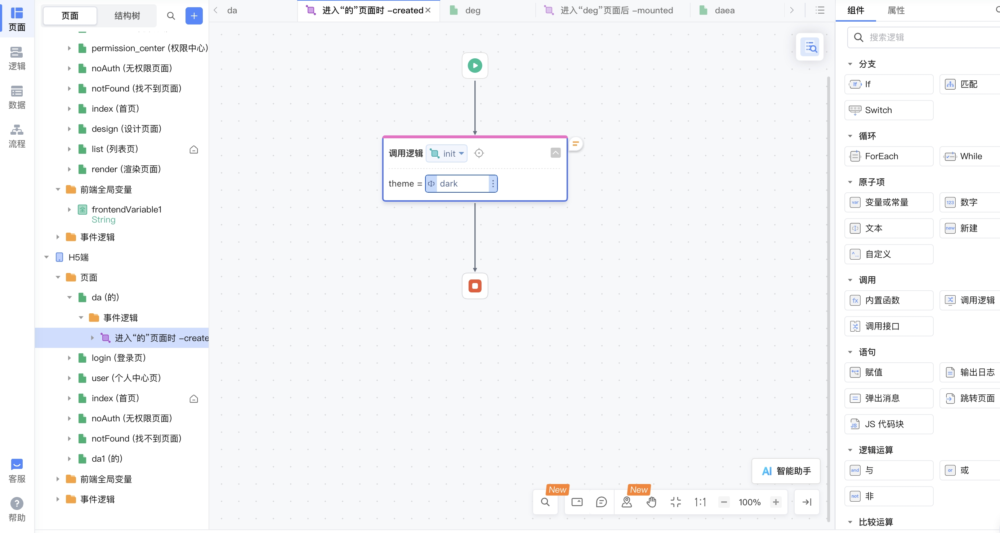 页面
逻辑
数据
流程
客服
帮助
页面
结构树
permission_center (权限中心)
noAuth (无权限页面)
notFound (找不到页面)
index (首页)
design (设计页面)
list (列表页)
render (渲染页面)
前端全局变量
全 frontendVariable1
String
事件逻辑
H5端
页面
da (的)
事件逻辑
进入“的”页面时 –create
login (登录页)
user (个人中心页)
index (首页)
noAuth (无权限页面)
notFound (找不到页面)
da1 (的)
前端全局变量
事件逻辑
da
进入“的”页面时 –created
deg
进入“deg”页面后 –mounted
daea
调用逻辑 init
theme = dark
AI 智能助手
New
New
1:1
100%
组件
属性
搜索逻辑
分支
If If
匹配
Switch
循环
ForEach
While
原子项
var 变量或常量
123 数字
文本
new 新建
自定义
调用
fx 内置函数
调用逻辑
调用接口
语句
赋值
输出日志
弹出消息
跳转页面
JS JS 代码块
逻辑运算
and 与
or 或
not 非
比较运算